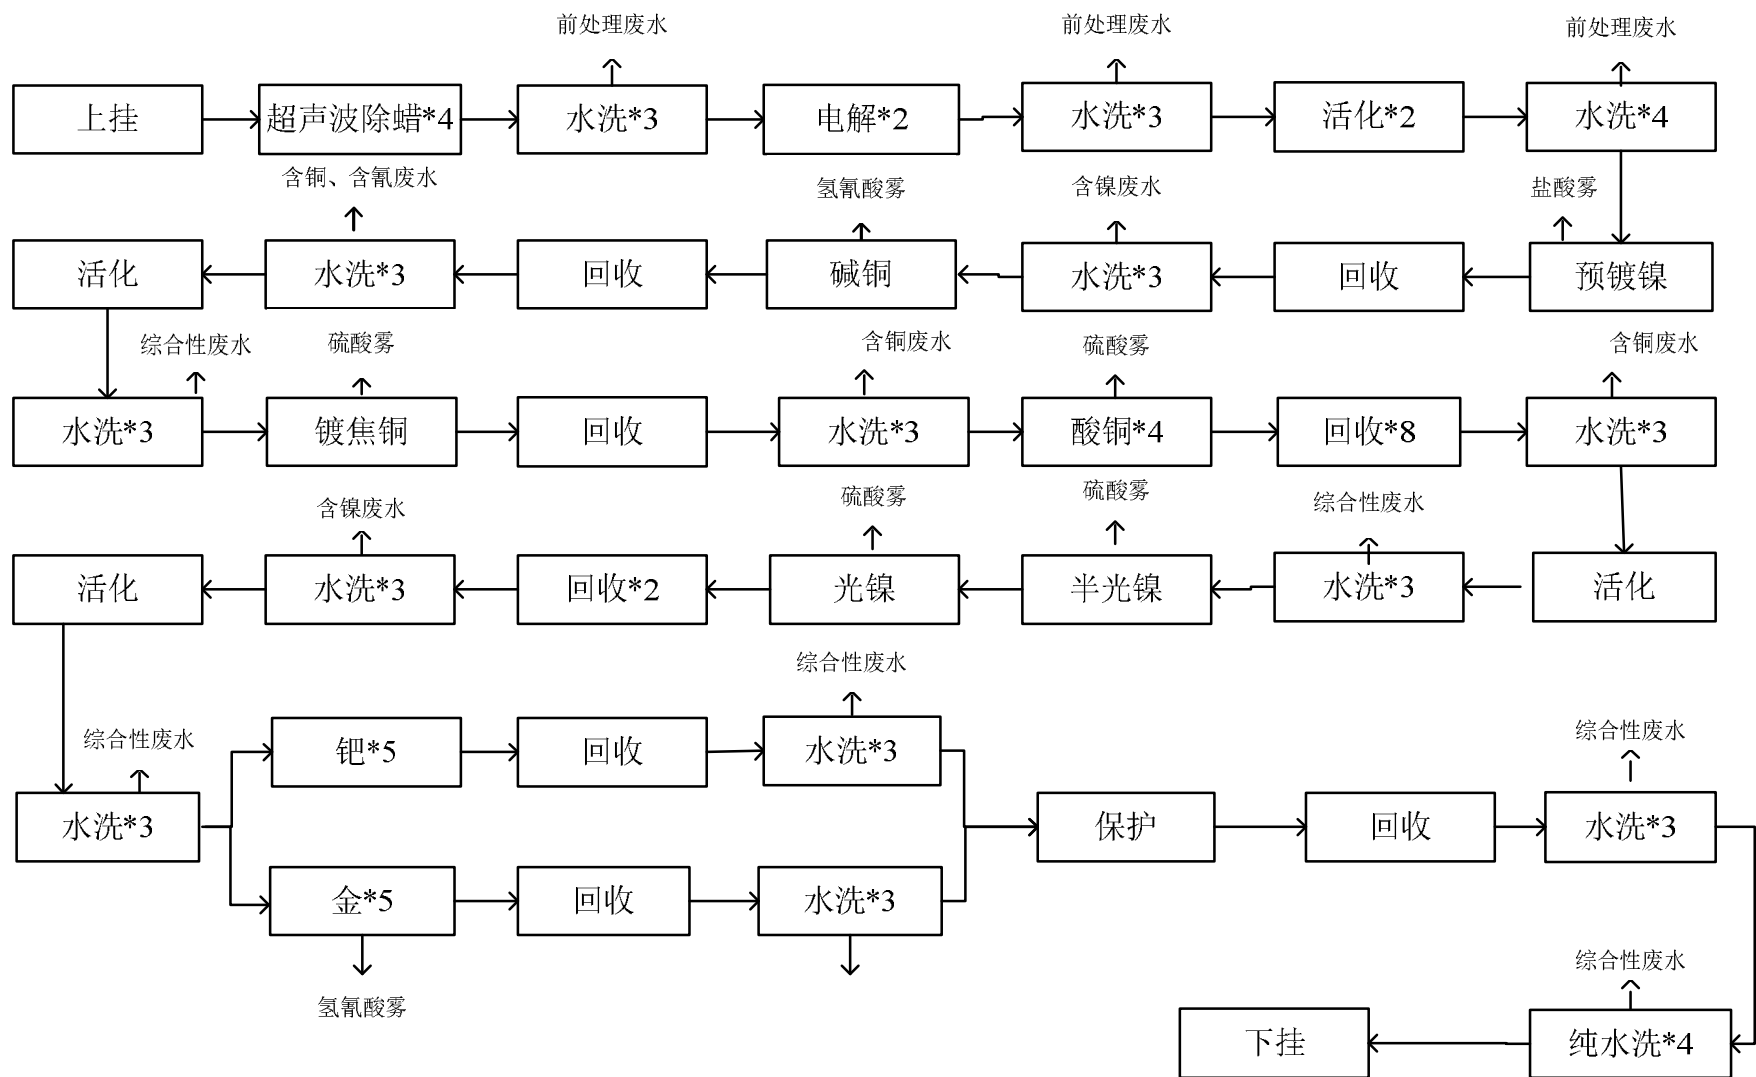 前处理废水
前处理废水
前处理废水
上挂
超声波除蜡*4
水洗*3
电解*2
水洗*3
活化*2
水洗*4
含铜、含氰废水
氢氰酸雾
含镍废水
盐酸雾
活化
水洗*3
回收
碱铜
水洗*3
回收
预镀镍
综合性废水
硫酸雾
含铜废水
硫酸雾
含铜废水
水洗*3
镀焦铜
回收
水洗*3
酸铜*4
回收*8
水洗*3
含镍废水
硫酸雾
硫酸雾
综合性废水
活化
水洗*3
回收*2
光镍
半光镍
水洗*3
活化
综合性废水
综合性废水
综合性废水
钯*5
回收
水洗*3
水洗*3
保护
回收
水洗*3
金*5
回收
水洗*3
氢氰酸雾
综合性废水
下挂
纯水洗*4